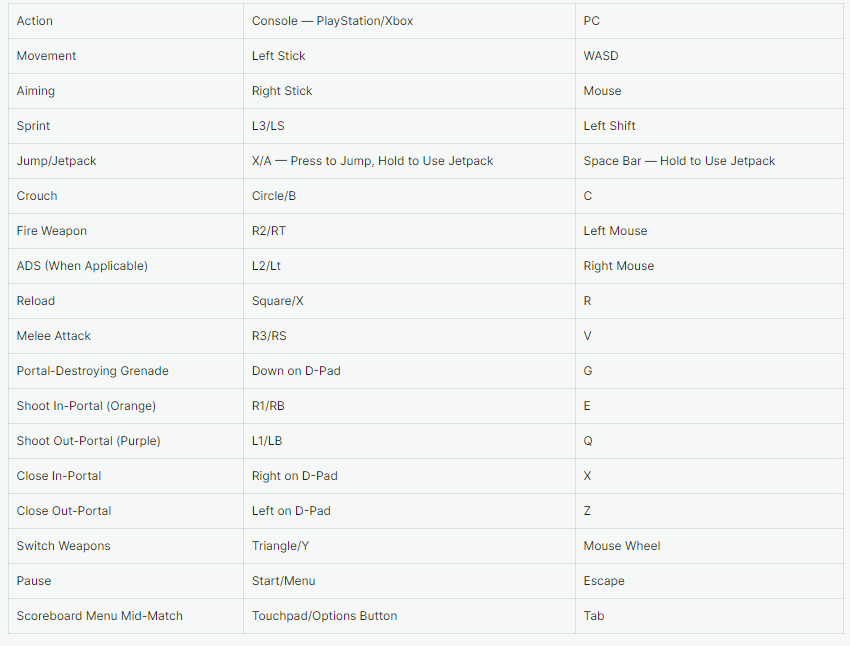 Action Console — PlayStation/Xbox PC
Movement Left Stick WASD
Aiming Right Stick Mouse
Sprint L3/LS Left Shift
Jump/Jetpack X/A — Press to Jump, Hold to Use Jetpack Space Bar — Hold to Use Jetpack
Crouch Circle/B C
Fire Weapon R2/RT Left Mouse
ADS (When Applicable) L2/Lt Right Mouse
Reload Square/X R
Melee Attack R3/RS V
Portal-Destroying Grenade Down on D-Pad G
Shoot In-Portal (Orange) R1/RB E
Shoot Out-Portal (Purple) L1/LB Q
Close In-Portal Right on D-Pad X
Close Out-Portal Left on D-Pad Z
Switch Weapons Triangle/Y Mouse Wheel
Pause Start/Menu Escape
Scoreboard Menu Mid-Match Touchpad/Options Button Tab